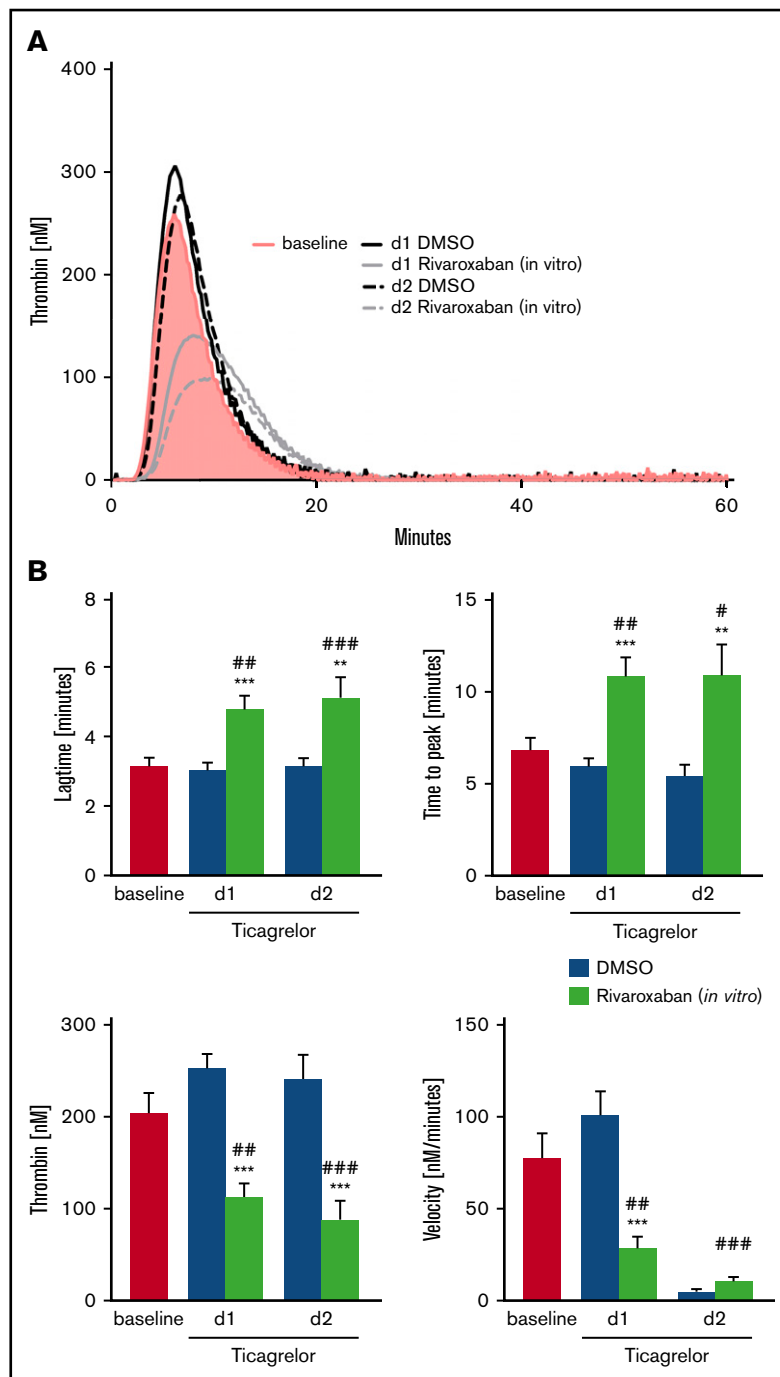 A
400
300
200
100
0
Thrombin [nM]
baseline
d1 DMSO
d1 Rivaroxaban (in vitro)
d2 DMSO
d2 Rivaroxaban (in vitro)
0 20 40 60
Minutes
B
8
6
4
2
0
Lagtime [minutes]
##
***
###
**
baseline d1 d2
Ticagrelor
15
10
5
0
Time to peak [minutes]
##
***
#
**
baseline d1 d2
Ticagrelor
DMSO
Rivaroxaban (in vitro)
300
200
100
0
Thrombin [nM]
##
***
###
***
baseline d1 d2
Ticagrelor
150
100
50
0
Velocity [nM/minutes]
##
***
###
baseline d1 d2
Ticagrelor